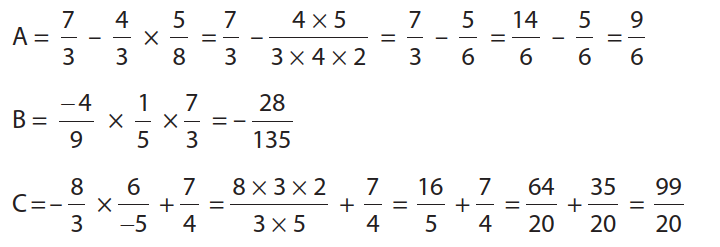 A = 7/3 − 4/3 × 5/8 = 7/3 − (4 × 5)/(3 × 4 × 2) = 7/3 − 5/6 = 14/6 − 5/6 = 9/6
B = −4/9 × 1/5 × 7/3 = − 28/135
C = − 8/3 × 6/−5 + 7/4 = (8 × 3 × 2)/(3 × 5) + 7/4 = 16/5 + 7/4 = 64/20 + 35/20 = 99/20